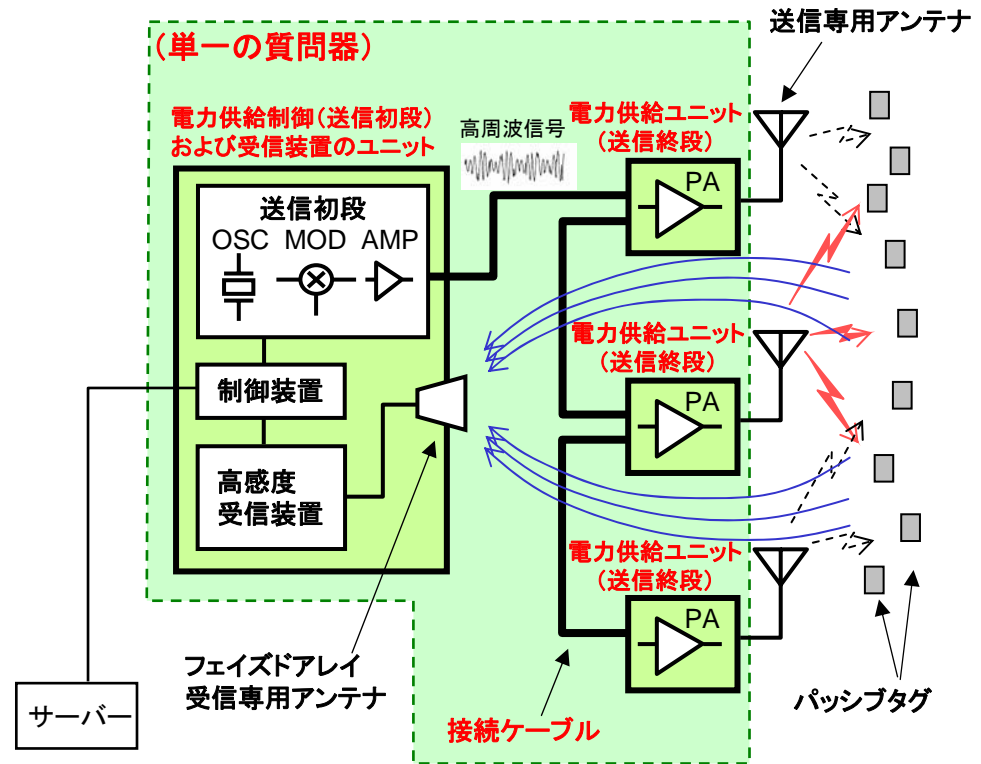 送信専用アンテナ
(単一の質問器)
電力供給制御(送信初段)
および受信装置のユニット
高周波信号
電力供給ユニット
(送信終段)
PA
送信初段
OSC MOD AMP
電力供給ユニット
(送信終段)
PA
制御装置
高感度
受信装置
電力供給ユニット
(送信終段)
PA
フェイズドアレイ
受信専用アンテナ
接続ケーブル
パッシブタグ
サーバー